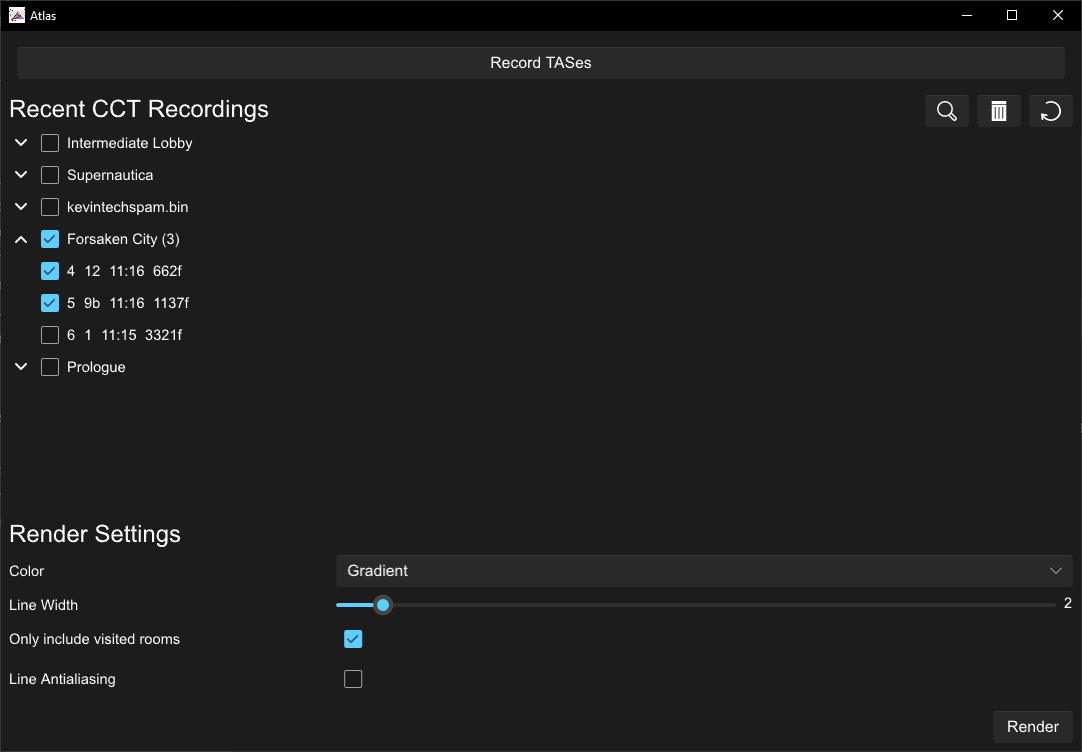 Atlas
Record TASes
Recent CCT Recordings
Intermediate Lobby
Supernautica
kevintechspam.bin
Forsaken City (3)
4 12 11:16 662f
5 9b 11:16 1137f
6 1 11:15 3321f
Prologue
Render Settings
Color Gradient
Line Width 2
Only include visited rooms
Line Antialiasing
Render